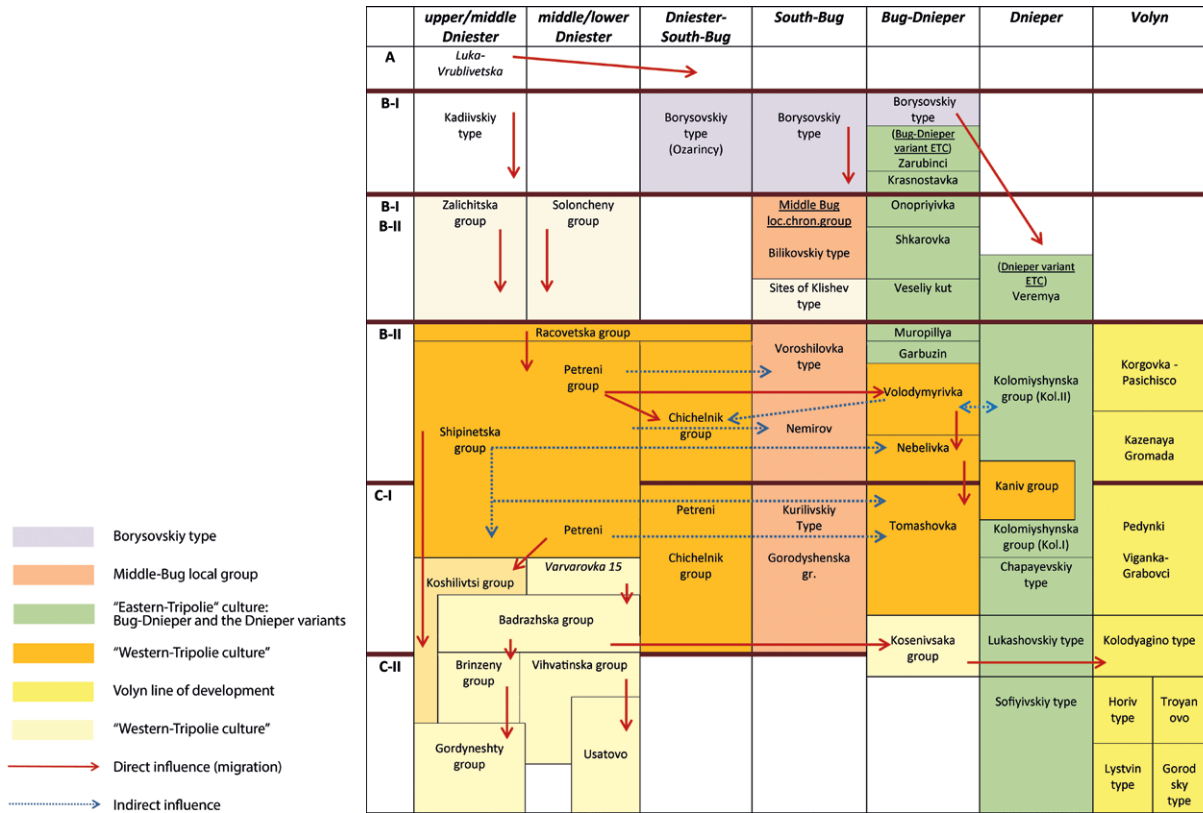 upper/middle
Dniester
middle/lower
Dniester
Dniester-
South-Bug
South-Bug
Bug-Dnieper
Dnieper
Volyn
A
Luka-
Vrublivetska
B-I
Kadiivskiy
type
Borysovskiy
type
(Ozarincy)
Borysovskiy
type
Borysovskiy
type
(Bug-Dnieper
variant ETC)
Zarubinci
Krasnostavka
B-I
B-II
Zalichitska
group
Soloncheny
group
Middle Bug
loc.chron.group
Bilikovskiy type
Sites of Klishev
type
Onopriyivka
Shkarovka
Veseliy kut
(Dnieper variant
ETC)
Veremya
B-II
Racovetska group
Petreni
group
Shipinetska
group
Chichelnik
group
Voroshilovka
type
Nemirov
Muropillya
Garbuzin
Volodymyrivka
Nebelivka
Kolomiyshynska
group (Kol.II)
Kaniv group
Korgovka -
Pasichisco
Kazenaya
Gromada
C-I
Petreni
Koshilivtsi group
Varvarovka 15
Badrazhska group
Petreni
Chichelnik
group
Kurilivskiy
Type
Gorodyshenska
gr.
Tomashovka
Kosenivsaka
group
Kolomiyshynska
group (Kol.I)
Chapayevskiy
type
Lukashovskiy type
Pedynki
Viganka-
Grabovci
Kolodyagino type
C-II
Brinzeny
group
Vihvatinska group
Gordyneshty
group
Usatovo
Sofiyivskiy type
Horiv
type
Troyan
ovo
Lystvin
type
Gorod
sky
type
Borysovskiy type
Middle-Bug local group
"Eastern-Tripolie" culture:
Bug-Dnieper and the Dnieper variants
"Western-Tripolie culture"
Volyn line of development
"Western-Tripolie culture"
Direct influence (migration)
Indirect influence